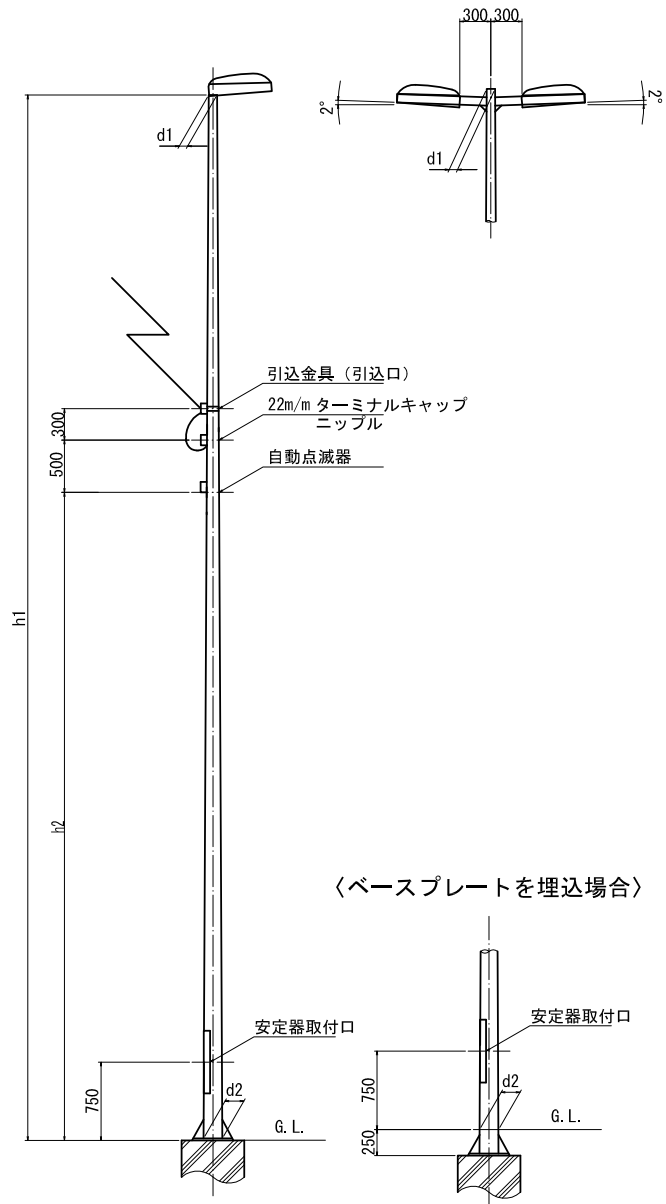 300 300
2°
2°
d1
d1
引込金具（引込口）
22m/m ターミナルキャップ
ニップル
自動点滅器
300
500
h1
h2
〈ベースプレートを埋込場合〉
安定器取付口
750
d2
G.L.
安定器取付口
750
d2
G.L.
250